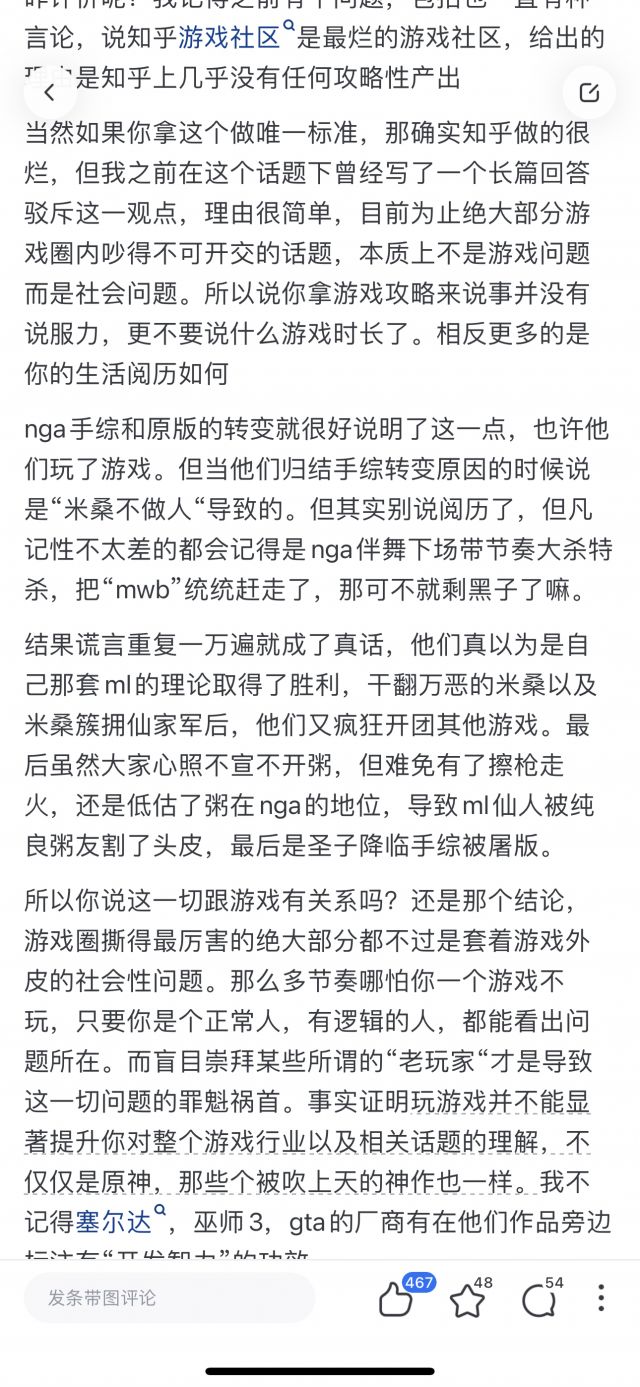 言论，说知乎游戏社区是最烂的游戏社区，给出的
理由是知乎上几乎没有任何攻略性产出
当然如果你拿这个做唯一标准，那确实知乎做的很
烂，但我之前在这个话题下曾经写了一个长篇回答
驳斥这一观点，理由很简单，目前为止绝大部分游
戏圈内吵得不可开交的话题，本质上不是游戏问题
而是社会问题。所以说你拿游戏攻略来说事并没有
说服力，更不要说什么游戏时长了。相反更多的是
你的生活阅历如何
nga手综和原版的转变就很好说明了这一点，也许他
们玩了游戏。但当他们归结手综转变原因的时候说
是“米桑不做人“导致的。但其实别说阅历了，但凡
记性不太差的都会记得是nga伴舞下场带节奏大杀特
杀，把“mwb”统统赶走了，那可不就剩黑子了嘛。
结果谎言重复一万遍就成了真话，他们真以为是自
己那套ml的理论取得了胜利，干翻万恶的米桑以及
米桑簇拥仙家军后，他们又疯狂开团其他游戏。最
后虽然大家心照不宣不开粥，但难免有了擦枪走
火，还是低估了粥在nga的地位，导致ml仙人被纯
良粥友割了头皮，最后是圣子降临手综被屠版。
所以你说这一切跟游戏有关系吗？还是那个结论，
游戏圈撕得最厉害的绝大部分都不过是套着游戏外
皮的社会性问题。那么多节奏哪怕你一个游戏不
玩，只要你是个正常人，有逻辑的人，都能看出问
题所在。而盲目崇拜某些所谓的“老玩家“才是导致
这一切问题的罪魁祸首。事实证明玩游戏并不能显
著提升你对整个游戏行业以及相关话题的理解，不
仅仅是原神，那些个被吹上天的神作也一样。我不
记得塞尔达，巫师3，gta的厂商有在他们作品旁边
发条带图评论
467
48
54